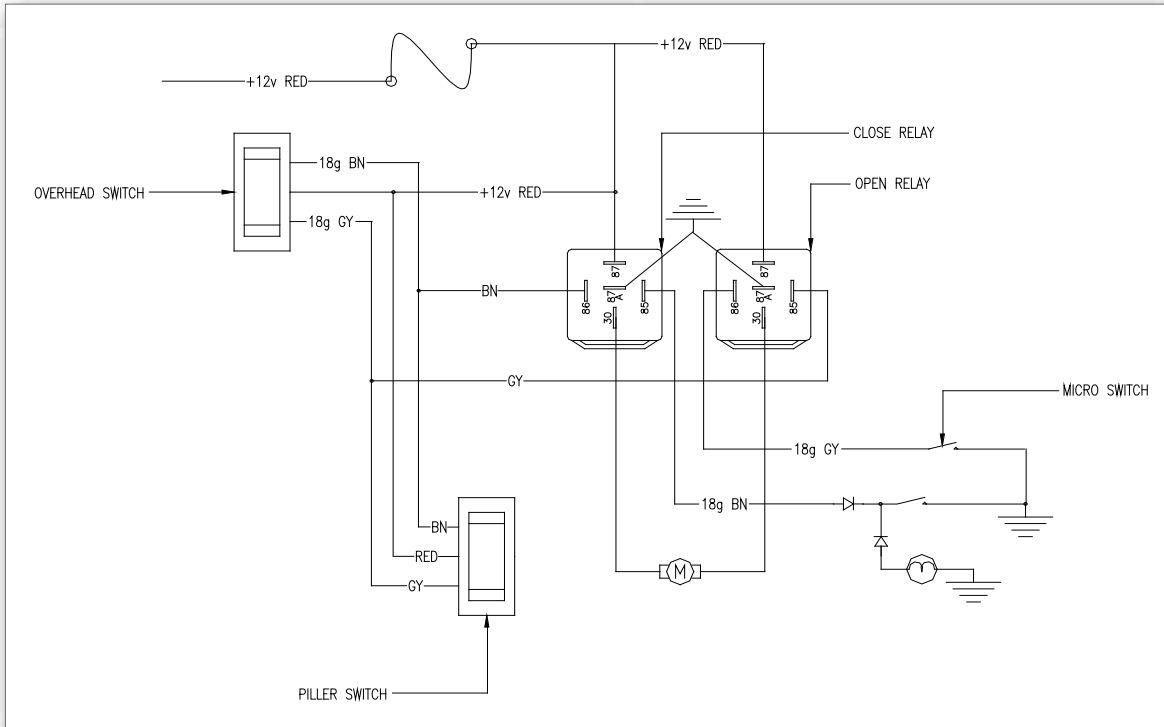 +12v RED
+12v RED
CLOSE RELAY
18g BN
OPEN RELAY
OVERHEAD SWITCH
+12v RED
18g GY
87
87
BN
86
87
A
85
86
87
A
85
30
30
GY
MICRO SWITCH
18g GY
18g BN
BN
RED
GY
M
PILLER SWITCH